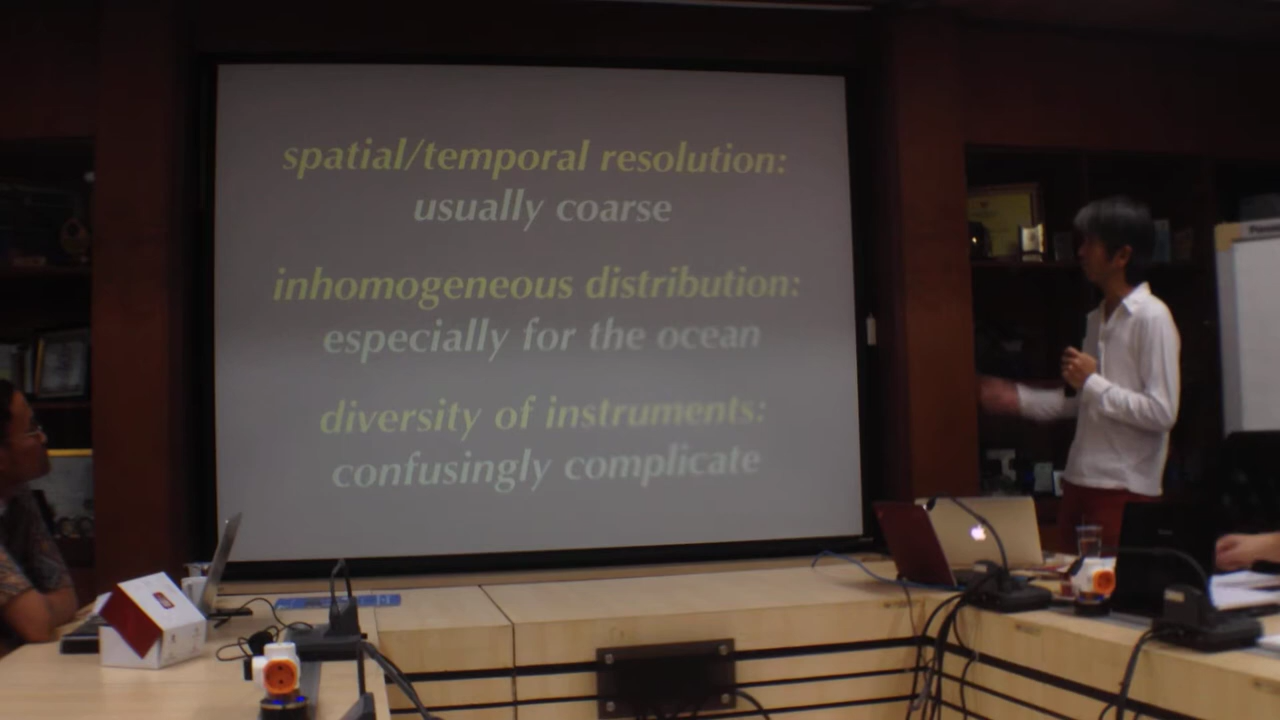 spatial/temporal resolution:
usually coarse
inhomogeneous distribution:
especially for the ocean
diversity of instruments:
confusingly complicate